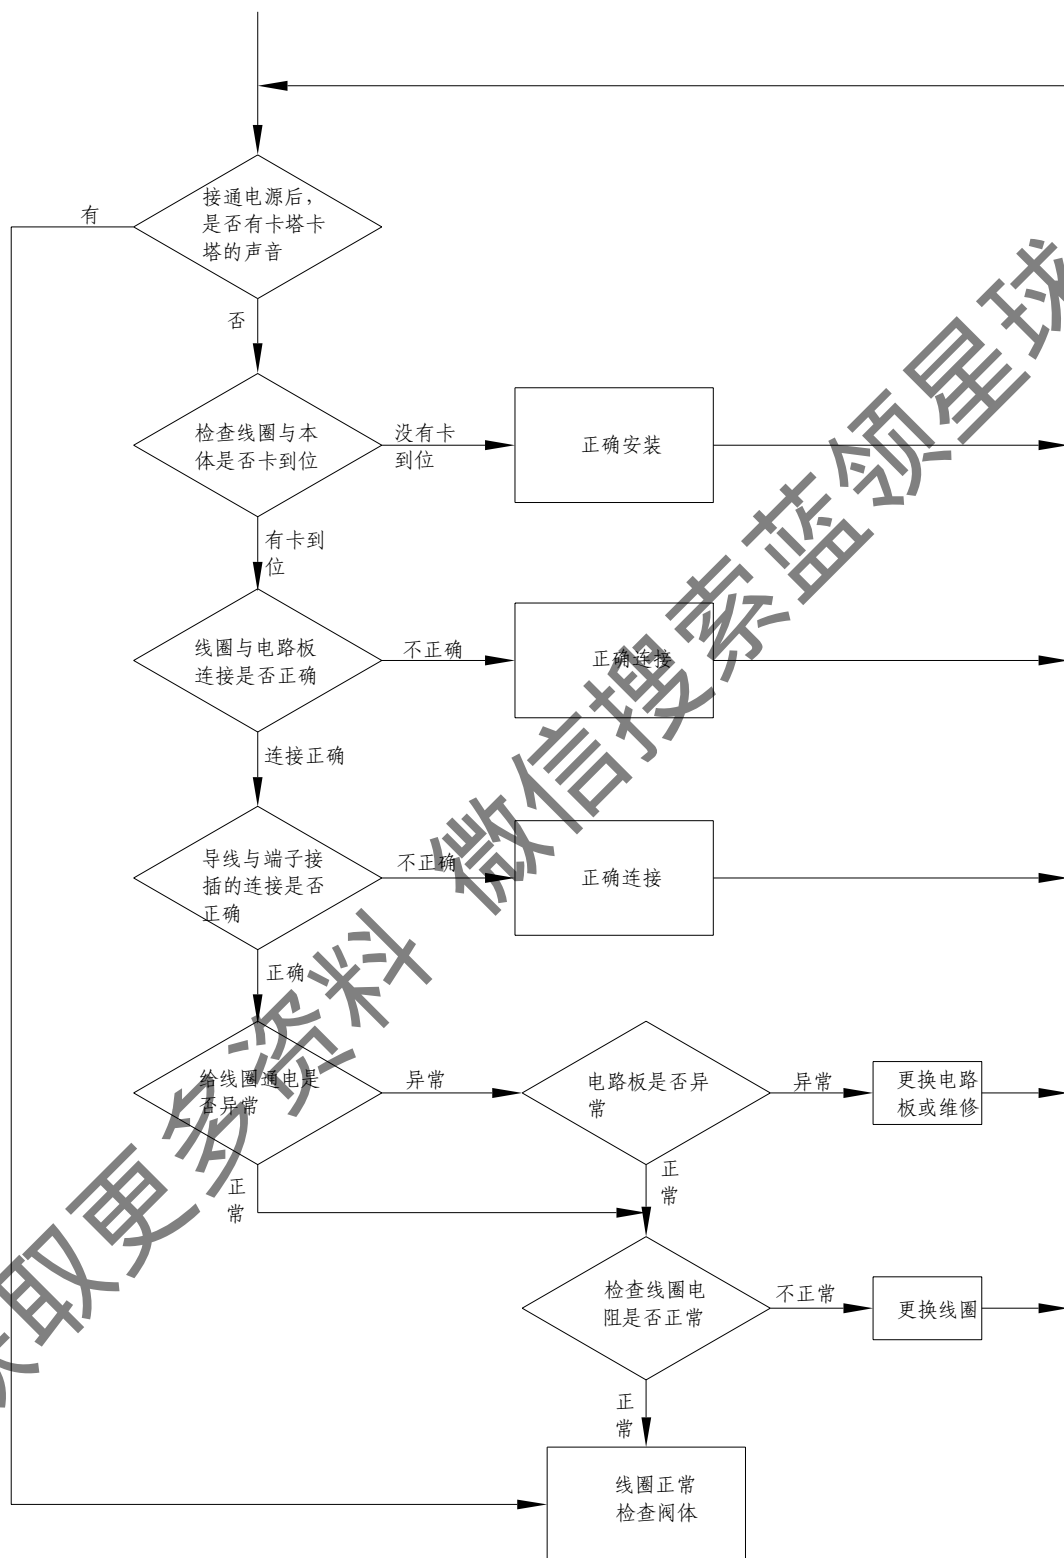 接通电源后，
是否有卡塔卡
塔的声音
有
否
检查线圈与本
体是否卡到位
没有卡
到位
正确安装
有卡到
位
线圈与电路板
连接是否正确
不正确
正确连接
连接正确
导线与端子接
插的连接是否
正确
不正确
正确连接
正确
给线圈通电是
否异常
异常
电路板是否异
常
异常
更换电路
板或维修
正
常
正
常
检查线圈电
阻是否正常
不正常
更换线圈
正
常
线圈正常
检查阀体
取更多资料 微信搜索蓝领星球